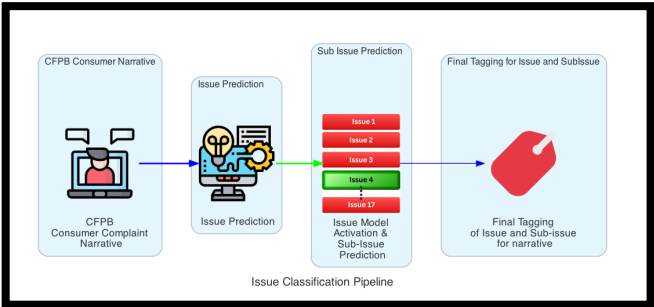 CFPB Consumer Narrative
CFPB
Consumer Complaint
Narrative
Issue Prediction
Issue Prediction
Sub Issue Prediction
Issue 1
Issue 2
Issue 3
Issue 4
Issue 17
Issue Model
Activation &
Sub-Issue
Prediction
Final Tagging for Issue and SubIssue
Final Tagging
of Issue and Sub-issue
for narrative
Issue Classification Pipeline